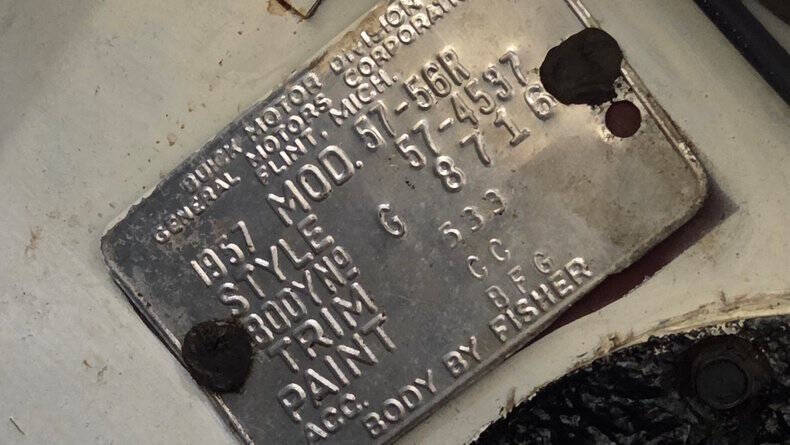 BUICK MOTOR DIVISION
GENERAL MOTORS CORPORATION
FLINT, MICH.
1957 MOD. 57-56R
STYLE 57-4537
BODY NO G 8716
TRIM 533
PAINT CC
ACC. BFG
BODY BY FISHER